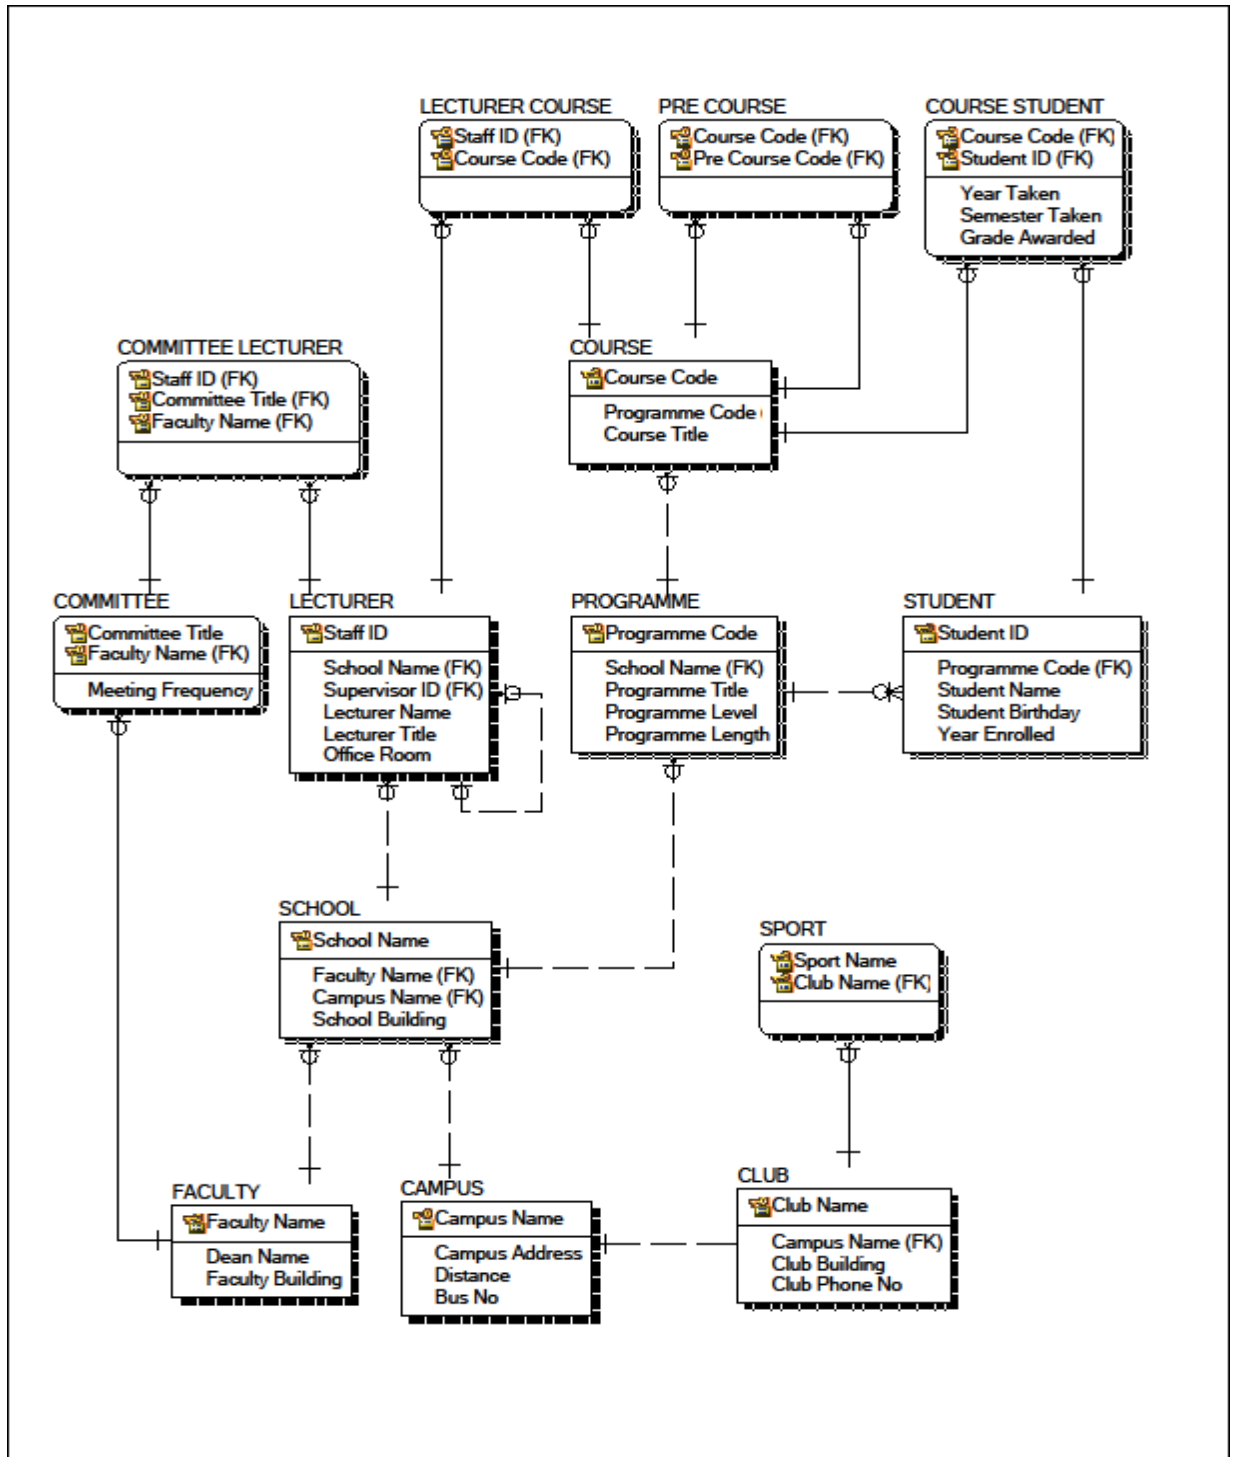 LECTURER COURSE
Staff ID (FK)
Course Code (FK)
PRE COURSE
Course Code (FK)
Pre Course Code (FK)
COURSE STUDENT
Course Code (FK)
Student ID (FK)
Year Taken
Semester Taken
Grade Awarded
COMMITTEE LECTURER
Staff ID (FK)
Committee Title (FK)
Faculty Name (FK)
COURSE
Course Code
Programme Code (
Course Title
COMMITTEE
Committee Title
Faculty Name (FK)
Meeting Frequency
LECTURER
Staff ID
School Name (FK)
Supervisor ID (FK)
Lecturer Name
Lecturer Title
Office Room
PROGRAMME
Programme Code
School Name (FK)
Programme Title
Programme Level
Programme Length
STUDENT
Student ID
Programme Code (FK)
Student Name
Student Birthday
Year Enrolled
SCHOOL
School Name
Faculty Name (FK)
Campus Name (FK)
School Building
SPORT
Sport Name
Club Name (FK)
FACULTY
Faculty Name
Dean Name
Faculty Building
CAMPUS
Campus Name
Campus Address
Distance
Bus No
CLUB
Club Name
Campus Name (FK)
Club Building
Club Phone No